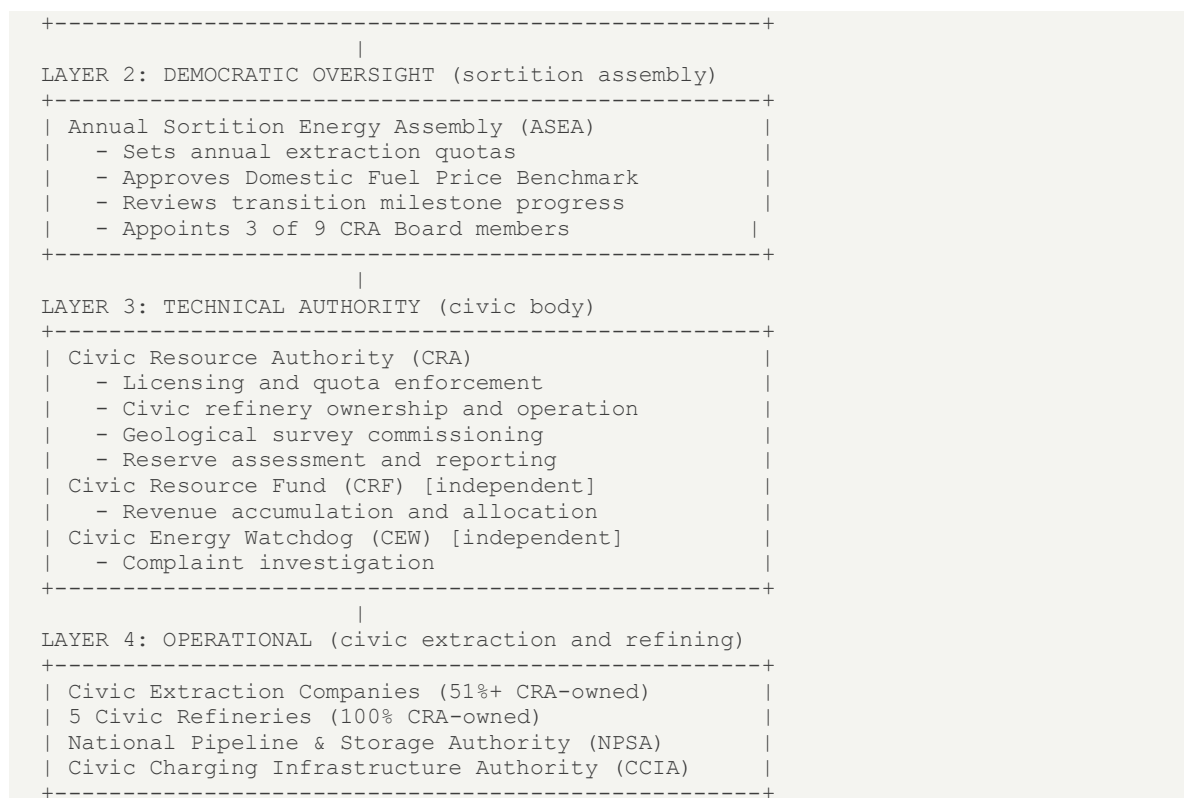 +----------------------------------------------------+
|
LAYER 2: DEMOCRATIC OVERSIGHT (sortition assembly)
+----------------------------------------------------+
| Annual Sortition Energy Assembly (ASEA) |
| - Sets annual extraction quotas |
| - Approves Domestic Fuel Price Benchmark |
| - Reviews transition milestone progress |
| - Appoints 3 of 9 CRA Board members |
+----------------------------------------------------+
|
LAYER 3: TECHNICAL AUTHORITY (civic body)
+----------------------------------------------------+
| Civic Resource Authority (CRA) |
| - Licensing and quota enforcement |
| - Civic refinery ownership and operation |
| - Geological survey commissioning |
| - Reserve assessment and reporting |
| Civic Resource Fund (CRF) [independent] |
| - Revenue accumulation and allocation |
| Civic Energy Watchdog (CEW) [independent] |
| - Complaint investigation |
+----------------------------------------------------+
|
LAYER 4: OPERATIONAL (civic extraction and refining)
+----------------------------------------------------+
| Civic Extraction Companies (51%+ CRA-owned) |
| 5 Civic Refineries (100% CRA-owned) |
| National Pipeline & Storage Authority (NPSA) |
| Civic Charging Infrastructure Authority (CCIA) |
+----------------------------------------------------+